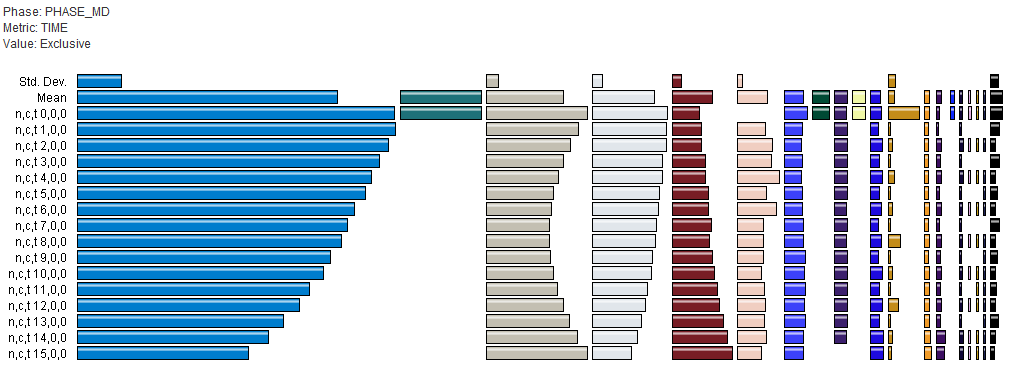 Phase: PHASE_MD
Metric: TIME
Value: Exclusive
Std. Dev.
Mean
n,c,t 0,0,0
n,c,t 1,0,0
n,c,t 2,0,0
n,c,t 3,0,0
n,c,t 4,0,0
n,c,t 5,0,0
n,c,t 6,0,0
n,c,t 7,0,0
n,c,t 8,0,0
n,c,t 9,0,0
n,c,t 10,0,0
n,c,t 11,0,0
n,c,t 12,0,0
n,c,t 13,0,0
n,c,t 14,0,0
n,c,t 15,0,0